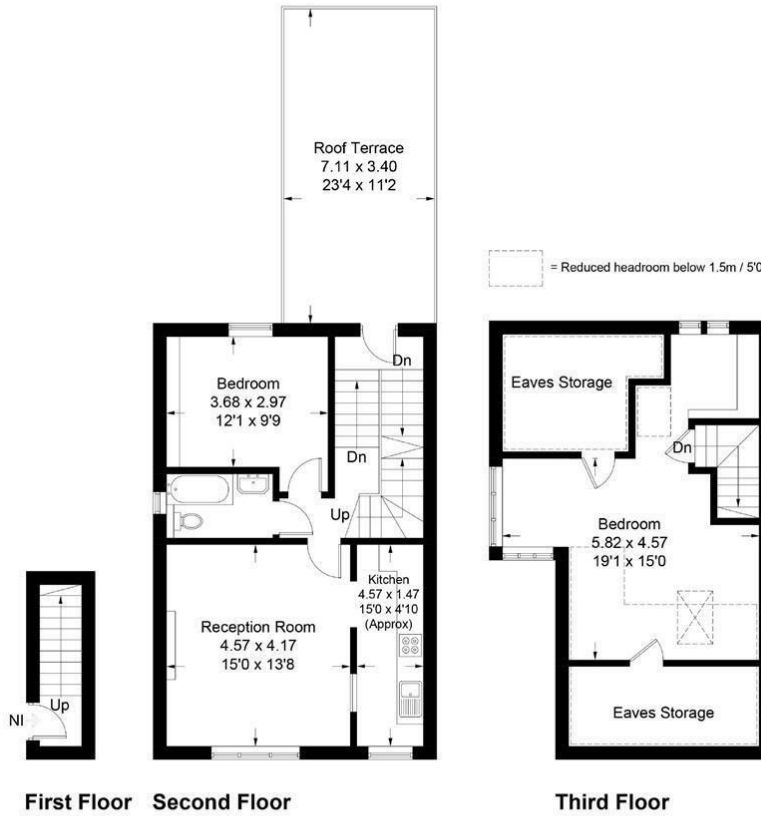 Roof Terrace
7.11 x 3.40
23'4 x 11'2
= Reduced headroom below 1.5m / 5'0
Dn
Bedroom
3.68 x 2.97
12'1 x 9'9
Dn
Up
Eaves Storage
Dn
Bedroom
5.82 x 4.57
19'1 x 15'0
Kitchen
4.57 x 1.47
15'0 x 4'10
(Approx)
Reception Room
4.57 x 4.17
15'0 x 13'8
Eaves Storage
Up
NI
First Floor
Second Floor
Third Floor